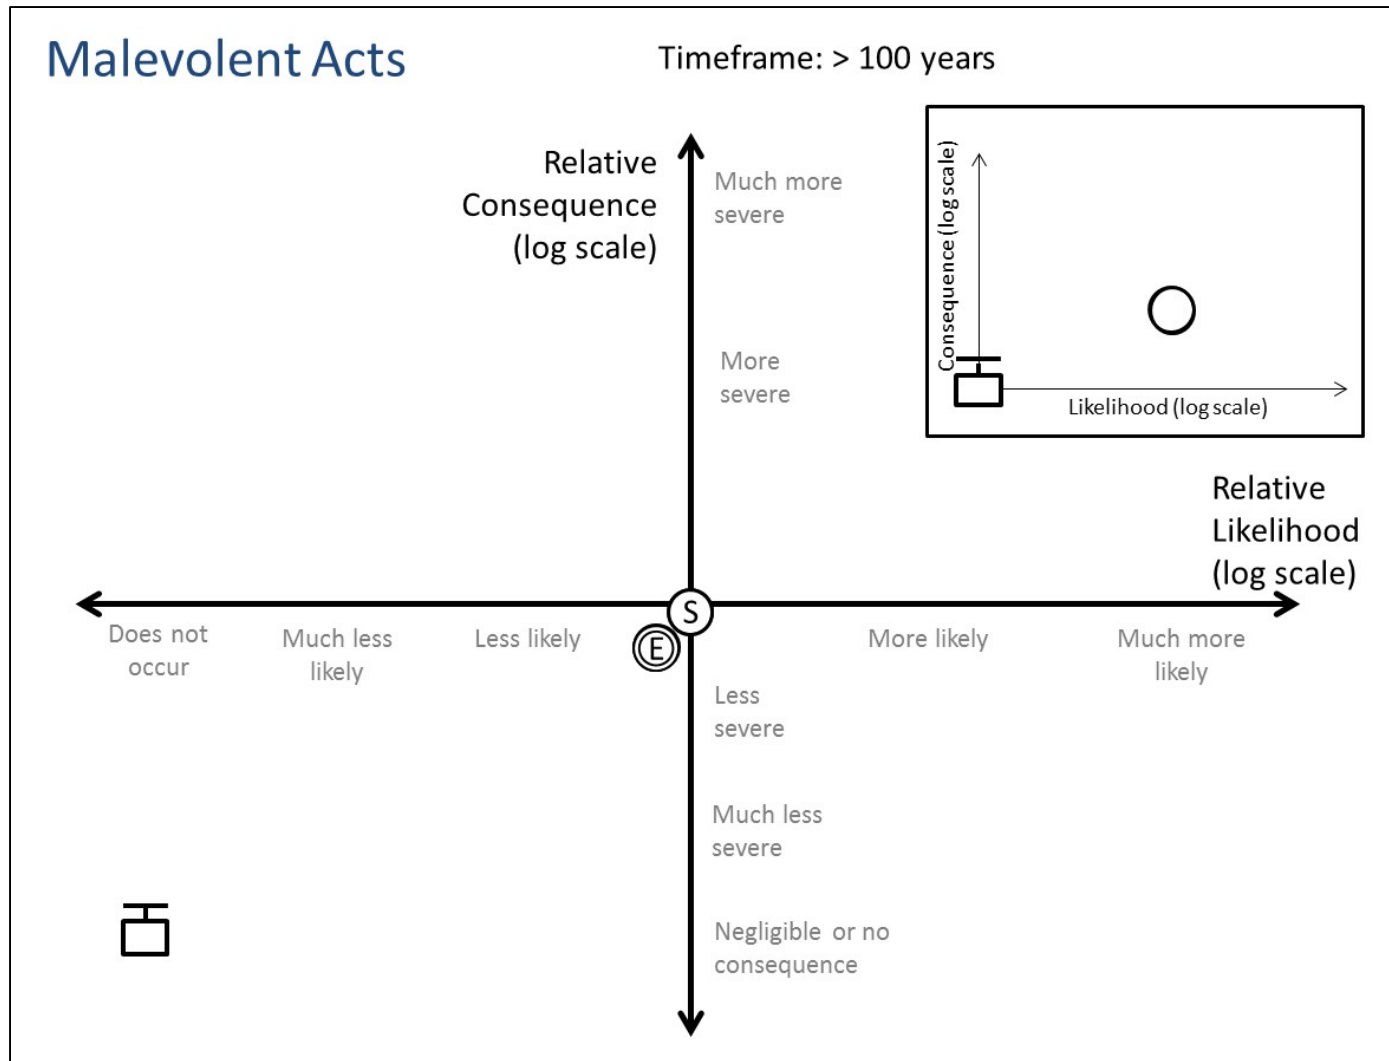 Malevolent Acts
Timeframe: > 100 years
Relative
Consequence
(log scale)
Much more
severe
More
severe
Consequence (log scale)
Likelihood (log scale)
Relative
Likelihood
(log scale)
S
E
Does not
occur
Much less
likely
Less likely
More likely
Much more
likely
Less
severe
Much less
severe
Negligible or no
consequence